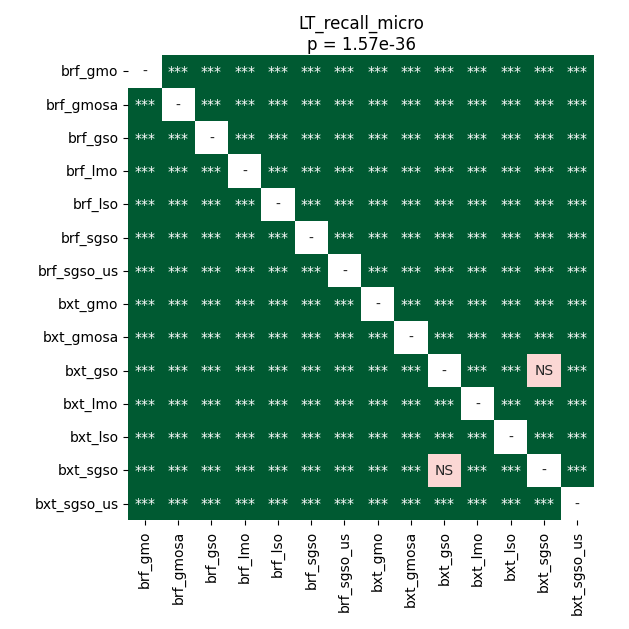 LT_recall_micro
p = 1.57e-36
brf_gmo - *** *** *** *** *** *** *** *** *** *** *** *** ***
brf_gmosa *** - *** *** *** *** *** *** *** *** *** *** *** ***
brf_gso *** *** - *** *** *** *** *** *** *** *** *** *** ***
brf_lmo *** *** *** - *** *** *** *** *** *** *** *** *** ***
brf_lso *** *** *** *** - *** *** *** *** *** *** *** *** ***
brf_sgso *** *** *** *** *** - *** *** *** *** *** *** *** ***
brf_sgso_us *** *** *** *** *** *** - *** *** *** *** *** *** ***
bxt_gmo *** *** *** *** *** *** *** - *** *** *** *** *** ***
bxt_gmosa *** *** *** *** *** *** *** *** - *** *** *** *** ***
bxt_gso *** *** *** *** *** *** *** *** *** - *** *** NS ***
bxt_lmo *** *** *** *** *** *** *** *** *** *** - *** *** ***
bxt_lso *** *** *** *** *** *** *** *** *** *** *** - *** ***
bxt_sgso *** *** *** *** *** *** *** *** *** NS *** *** - ***
bxt_sgso_us *** *** *** *** *** *** *** *** *** *** *** *** *** -
brf_gmo brf_gmosa brf_gso brf_lmo brf_lso brf_sgso brf_sgso_us bxt_gmo bxt_gmosa bxt_gso bxt_lmo bxt_lso bxt_sgso bxt_sgso_us